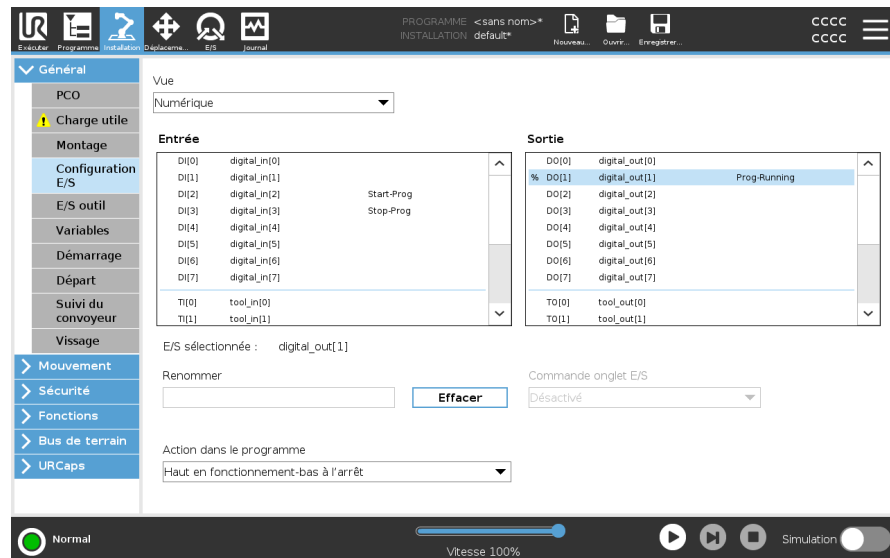 PROGRAMME <sans nom>*
INSTALLATION default*
UR
Exécuter
Programme
Installation
Déplaceme...
E/S
Journal
Nouveau...
Ouvrir...
Enregistrer...
CCCC
CCCC
Général
PCO
Charge utile
Montage
Configuration
E/S
E/S outil
Variables
Démarrage
Départ
Suivi du
convoyeur
Vissage
Mouvement
Sécurité
Fonctions
Bus de terrain
URCaps
Vue
Numérique
Entrée
DI[0] digital_in[0]
DI[1] digital_in[1]
DI[2] digital_in[2] Start-Prog
DI[3] digital_in[3] Stop-Prog
DI[4] digital_in[4]
DI[5] digital_in[5]
DI[6] digital_in[6]
DI[7] digital_in[7]
TI[0] tool_in[0]
TI[1] tool_in[1]
Sortie
DO[0] digital_out[0]
% DO[1] digital_out[1] Prog-Running
DO[2] digital_out[2]
DO[3] digital_out[3]
DO[4] digital_out[4]
DO[5] digital_out[5]
DO[6] digital_out[6]
DO[7] digital_out[7]
TO[0] tool_out[0]
TO[1] tool_out[1]
E/S sélectionnée : digital_out[1]
Renommer
Effacer
Commande onglet E/S
Désactivé
Action dans le programme
Haut en fonctionnement-bas à l'arrêt
Normal
Vitesse 100%
Simulation